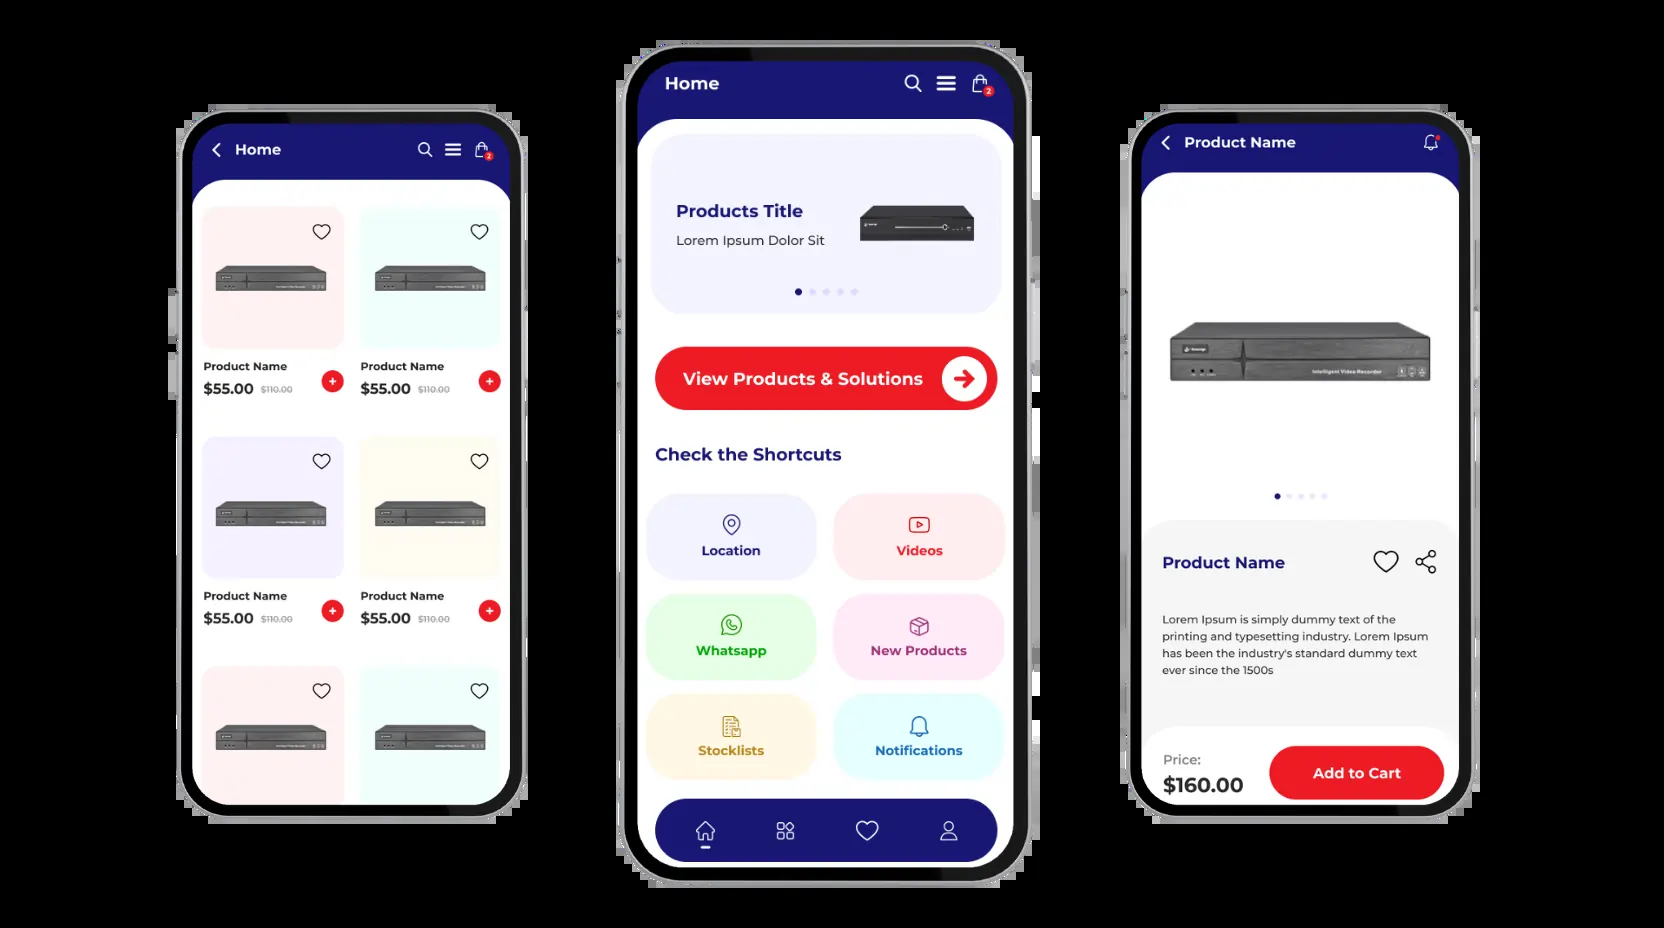 Home
2
Product Name
$55.00 $110.00
+
Product Name
$55.00 $110.00
+
Product Name
$55.00 $110.00
+
Product Name
$55.00 $110.00
+
Home
2
Products Title
Lorem Ipsum Dolor Sit
View Products & Solutions
Check the Shortcuts
Location
Videos
Whatsapp
New Products
Stocklists
Notifications
Product Name
Intelligent Video Recorder
Product Name
Lorem Ipsum is simply dummy text of the
printing and typesetting industry. Lorem Ipsum
has been the industry's standard dummy text
ever since the 1500s
Price:
$160.00
Add to Cart